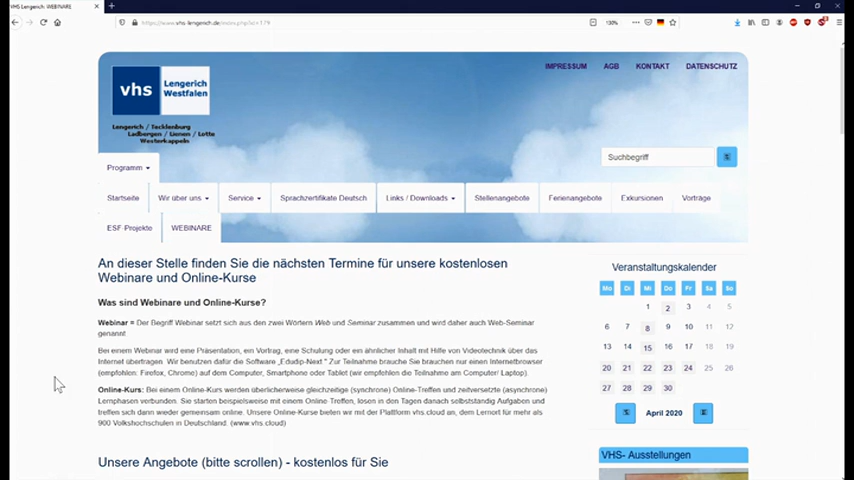 VHS Lengerich: WEBINARE
https://www.vhs-lengerich.de/index.php?id=179
130%
IMPRESSUM AGB KONTAKT DATENSCHUTZ
vhs
Lengerich
Westfalen
Lengerich / Tecklenburg
Ladbergen / Lienen / Lotte
Westerkappeln
Suchbegriff
Programm
Startseite Wir über uns Service Sprachzertifikate Deutsch Links / Downloads Stellenangebote Ferienangebote Exkursionen Vorträge
ESF-Projekte WEBINARE
An dieser Stelle finden Sie die nächsten Termine für unsere kostenlosen
Webinare und Online-Kurse
Was sind Webinare und Online-Kurse?
Webinar = Der Begriff Webinar setzt sich aus den zwei Wörtern Web und Seminar zusammen und wird daher auch Web-Seminar
genannt
Bei einem Webinar wird eine Präsentation, ein Vortrag, eine Schulung oder ein ähnlicher Inhalt mit Hilfe von Videotechnik über das
Internet übertragen. Wir benutzen dafür die Software „Edudip-Next." Zur Teilnahme brauche Sie brauchen nur einen Internetbrowser
(empfohlen: Firefox, Chrome) auf dem Computer, Smartphone oder Tablet (wir empfehlen die Teilnahme am Computer/ Laptop).
Online-Kurs: Bei einem Online-Kurs werden überlicherweise gleichzeitige (synchrone) Online-Treffen und zeitversetzte (asynchrone)
Lernphasen verbunden. Sie starten beispielsweise mit einem Online Treffen, lösen in den Tagen danach selbstständig Aufgaben und
treffen sich dann wieder gemeinsam online. Unsere Online-Kurse bieten wir mit der Plattform vhs.cloud an, dem Lernort für mehr als
900 Volkshochschulen in Deutschland. (www.vhs.cloud)
Unsere Angebote (bitte scrollen) - kostenlos für Sie
Veranstaltungskalender
Mo Di Mi Do Fr Sa So
1 2 3 4 5
6 7 8 9 10 11 12
13 14 15 16 17 18 19
20 21 22 23 24 25 26
27 28 29 30
April 2020
VHS- Ausstellungen